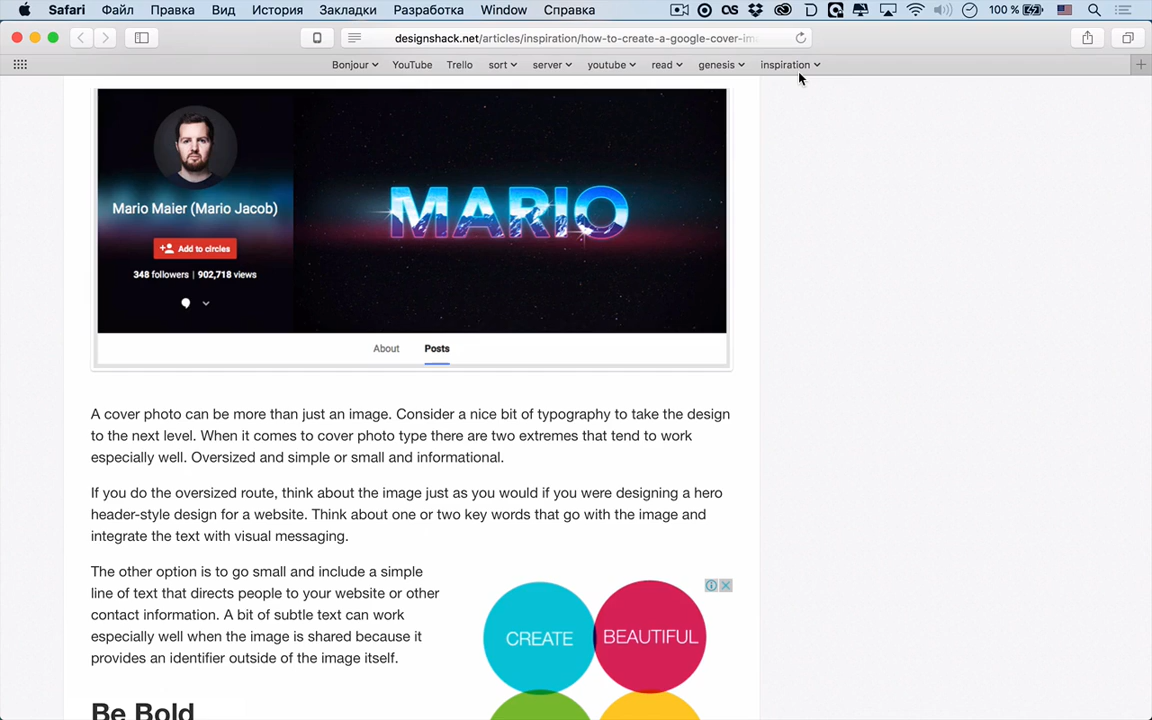 Safari Файл Правка Вид История Закладки Разработка Window Справка 100 %
designshack.net/articles/inspiration/how-to-create-a-google-cover-im
Bonjour YouTube Trello sort server youtube read genesis inspiration
MARIO
Mario Maier (Mario Jacob)
Add to circles
348 followers | 902,718 views
About Posts
A cover photo can be more than just an image. Consider a nice bit of typography to take the design
to the next level. When it comes to cover photo type there are two extremes that tend to work
especially well. Oversized and simple or small and informational.
If you do the oversized route, think about the image just as you would if you were designing a hero
header-style design for a website. Think about one or two key words that go with the image and
integrate the text with visual messaging.
The other option is to go small and include a simple
line of text that directs people to your website or other
contact information. A bit of subtle text can work
especially well when the image is shared because it
provides an identifier outside of the image itself.
CREATE BEAUTIFUL
Be Bold